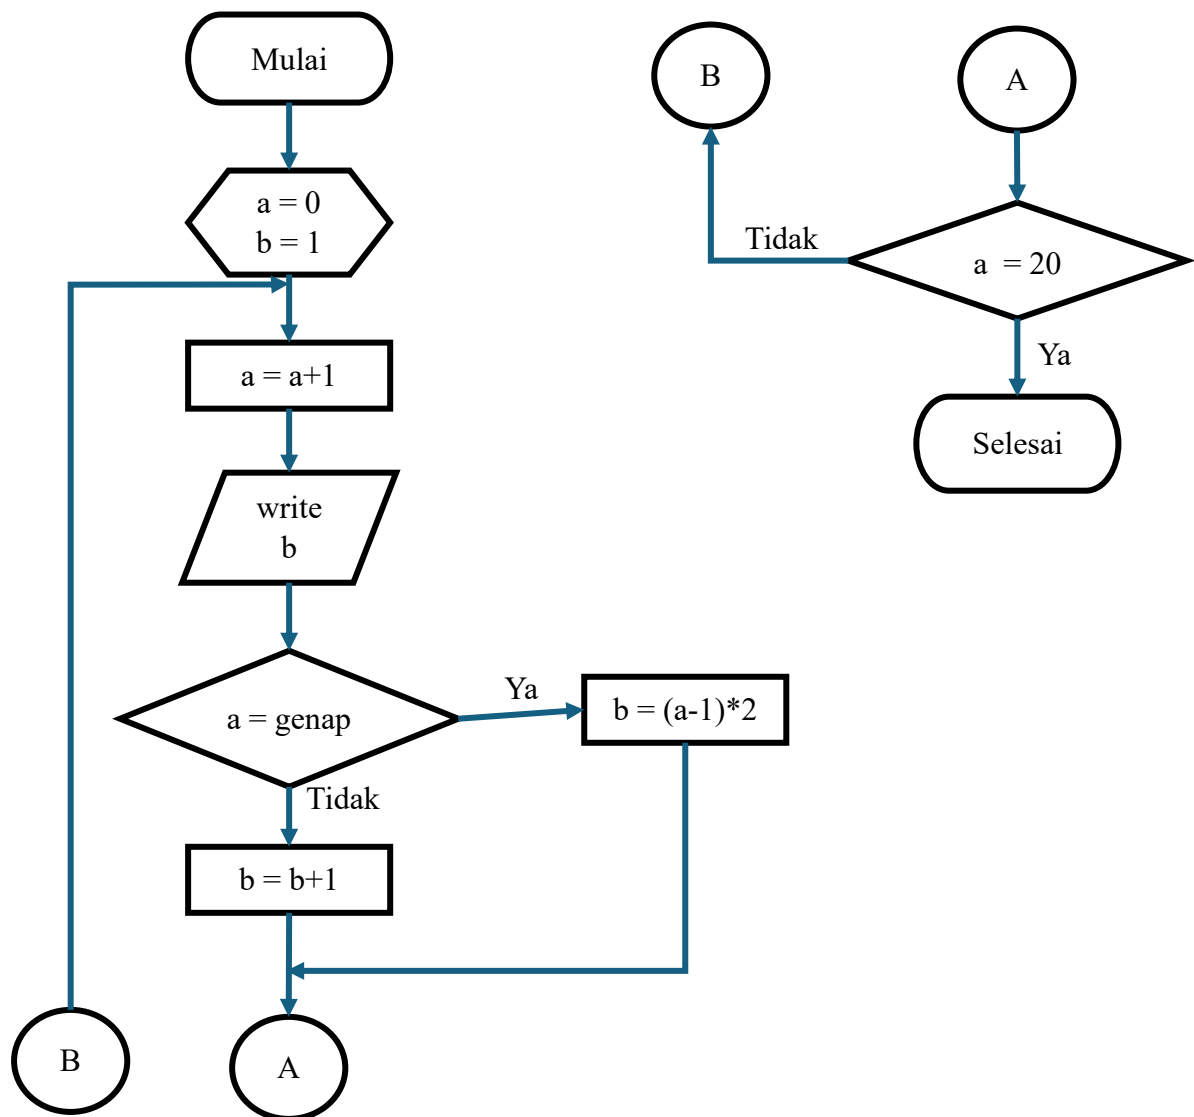 Mulai
a = 0
b = 1
a = a+1
write
b
a = genap
Ya
b = (a-1)*2
Tidak
b = b+1
B
A
B
A
Tidak
a  = 20
Ya
Selesai